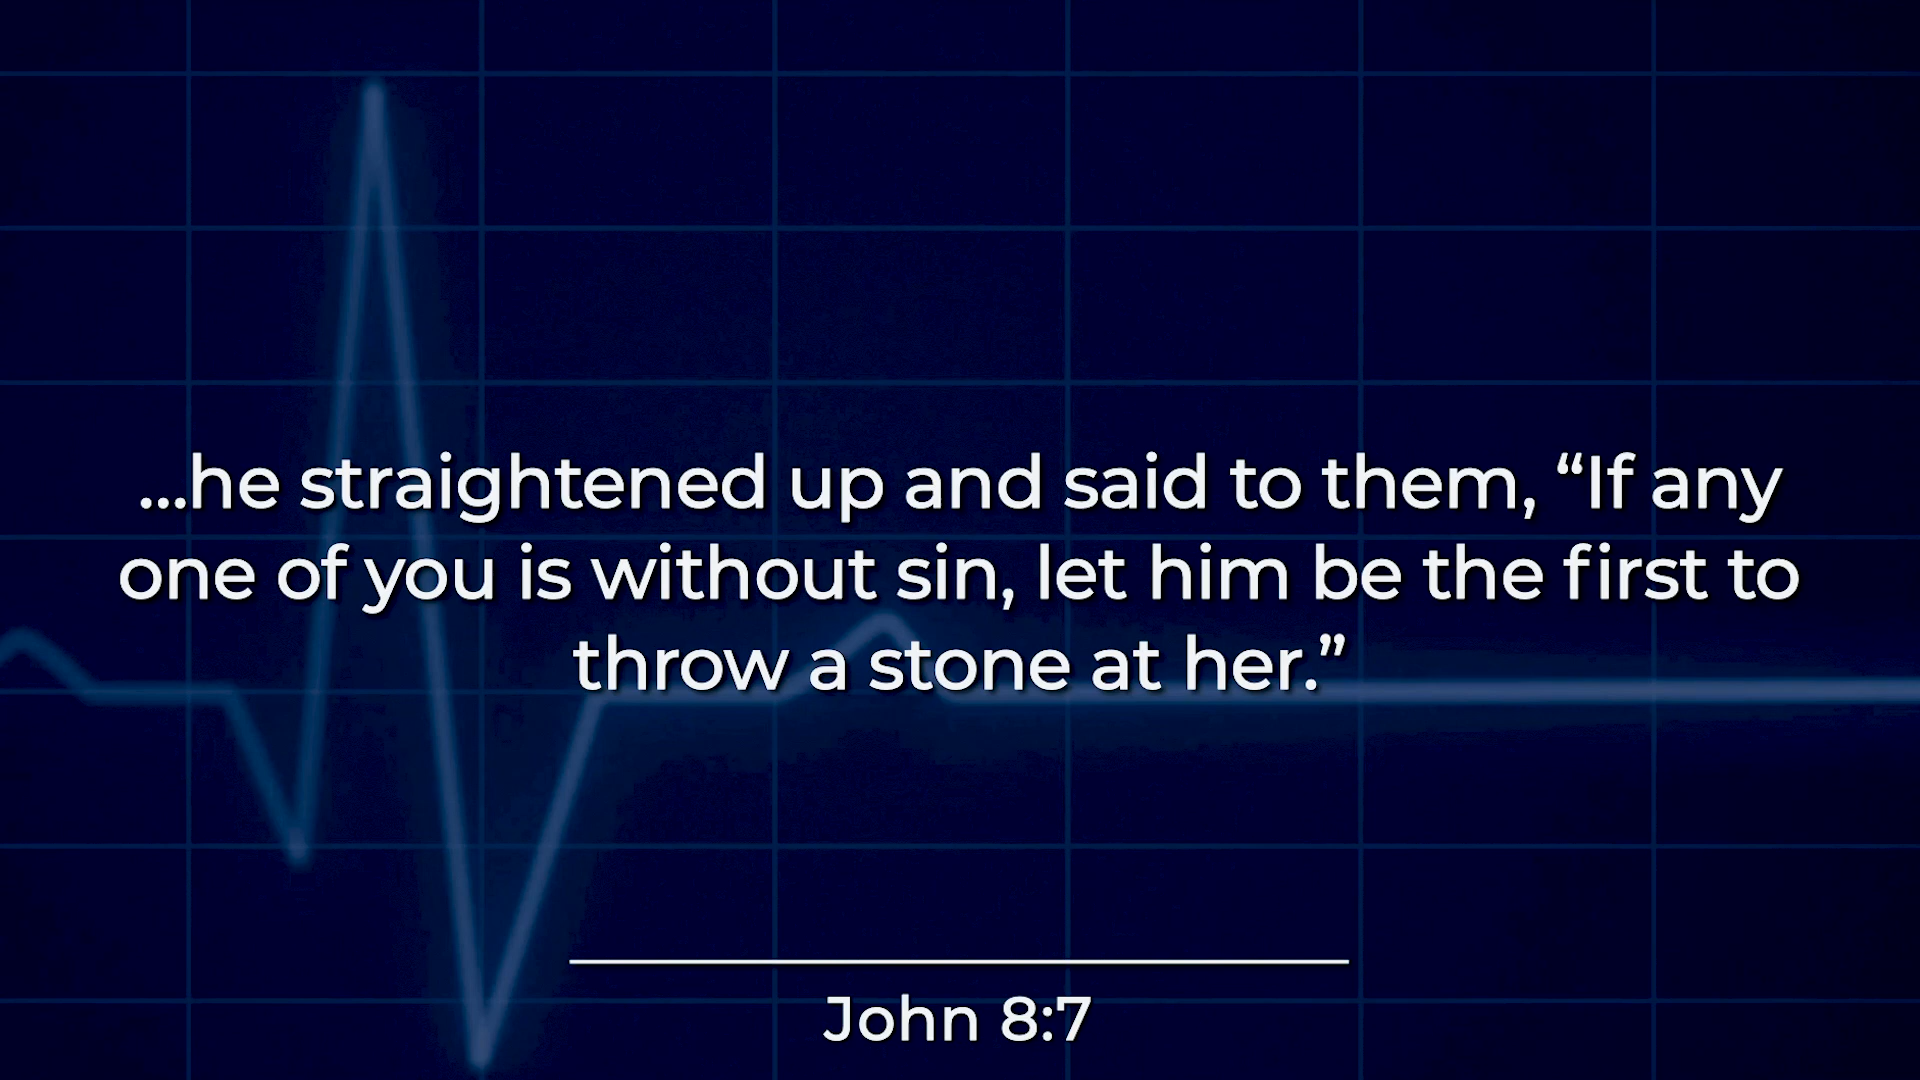 ...he straightened up and said to them, “If any
one of you is without sin, let him be the first to
throw a stone at her.”
John 8:7